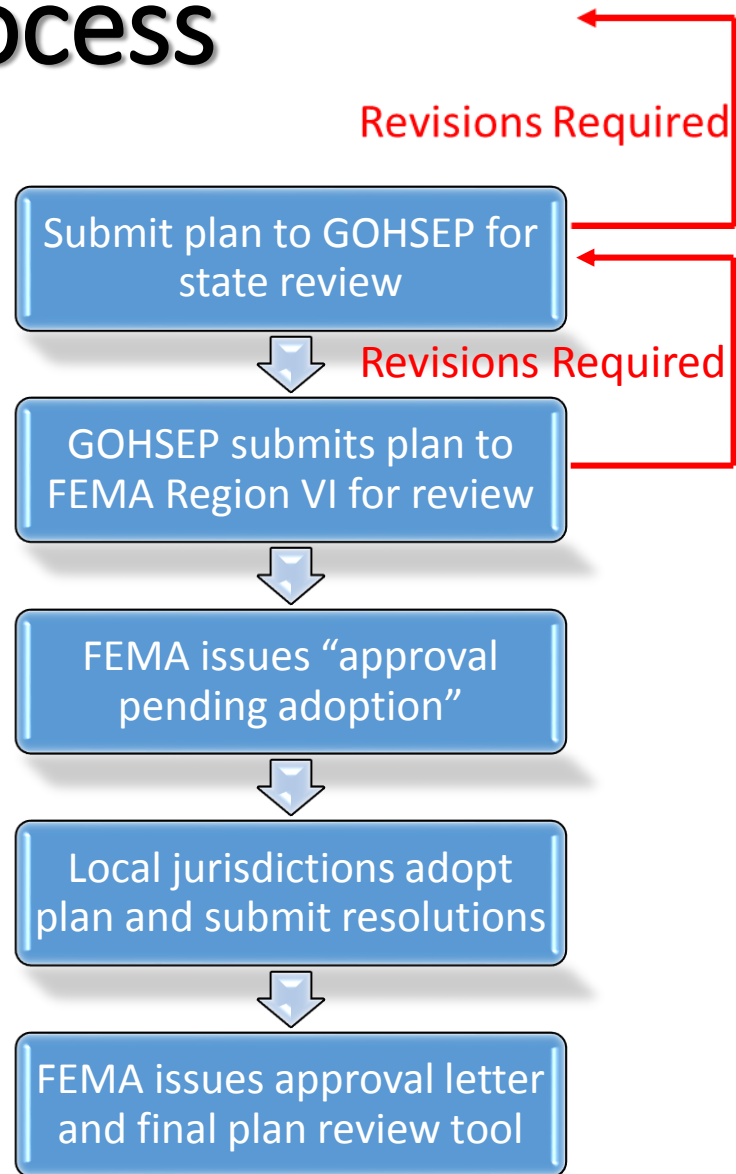 ocess
Revisions Required
Submit plan to GOHSEP for
state review
Revisions Required
GOHSEP submits plan to
FEMA Region VI for review
FEMA issues “approval
pending adoption”
Local jurisdictions adopt
plan and submit resolutions
FEMA issues approval letter
and final plan review tool